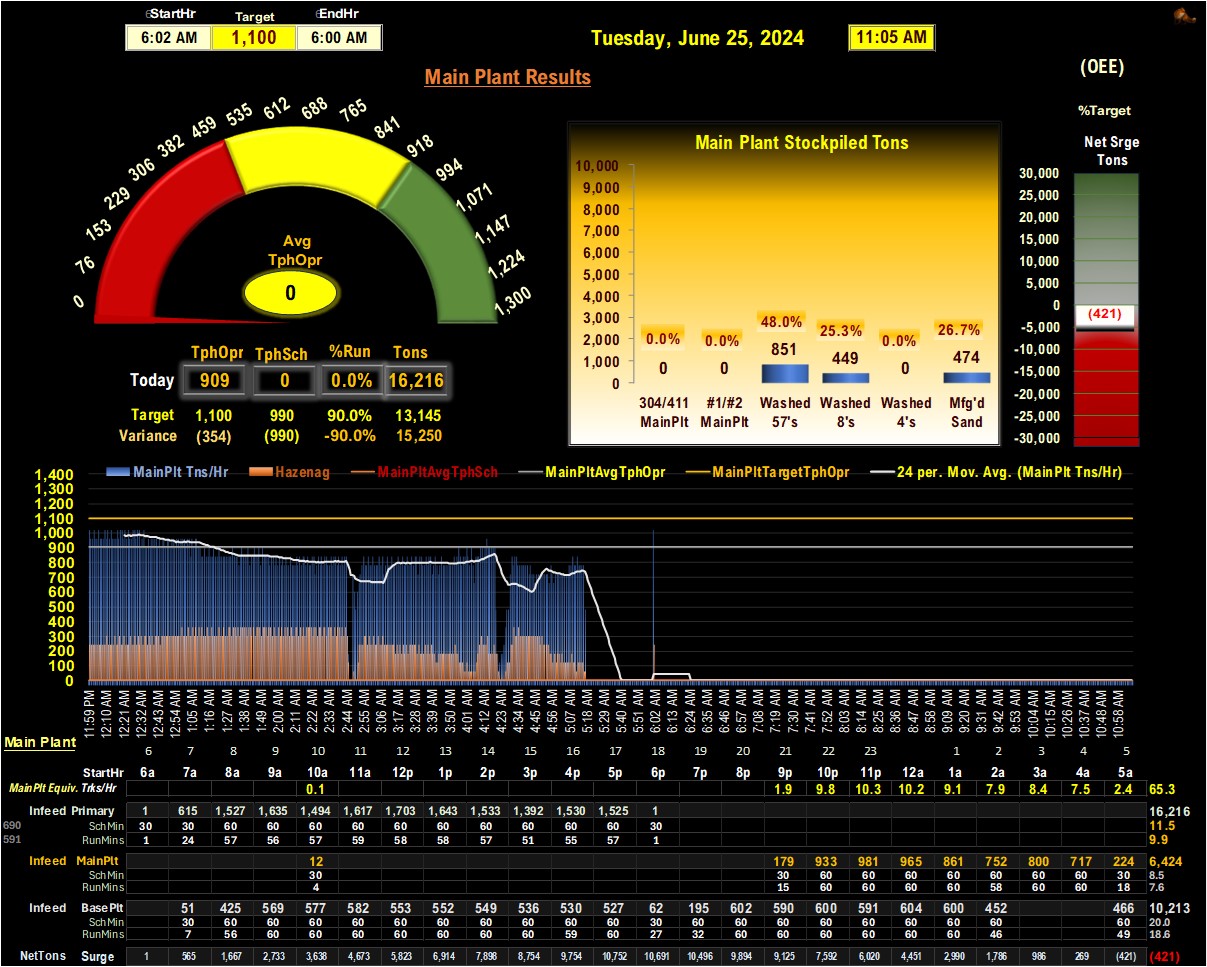 StartHr Target EndHr
6:02 AM 1,100 6:00 AM
Tuesday, June 25, 2024 11:05 AM
(OEE)
Main Plant Results
%Target
Net Srge
Tons
0 76 153 229 306 382 459 535 612 688 765 841 918 994 1,071 1,147 1,224 1,300
Avg
TphOpr
0
TphOpr TphSch %Run Tons
Today 909 0 0.0% 16,216
Target 1,100 990 90.0% 13,145
Variance (354) (990) -90.0% 15,250
Main Plant Stockpiled Tons
10,000
9,000
8,000
7,000
6,000
5,000
4,000
3,000
2,000
1,000
0
0.0% 0.0% 48.0% 25.3% 0.0% 26.7%
0 0 851 449 0 474
304/411 #1/#2 Washed Washed Washed Mfg'd
MainPlt MainPlt 57's 8's 4's Sand
30,000
25,000
20,000
15,000
10,000
5,000
0
-5,000
-10,000
-15,000
-20,000
-25,000
-30,000
(421)
MainPlt Tns/Hr Hazenag MainPltAvgTphSch MainPltAvgTphOpr MainPltTargetTphOpr 24 per. Mov. Avg. (MainPlt Tns/Hr)
1,400
1,300
1,200
1,100
1,000
900
800
700
600
500
400
300
200
100
0
11:59 PM 12:10 AM 12:21 AM 12:32 AM 12:43 AM 12:54 AM 1:05 AM 1:16 AM 1:27 AM 1:38 AM 1:49 AM 2:00 AM 2:11 AM 2:22 AM 2:33 AM 2:44 AM 2:55 AM 3:06 AM 3:17 AM 3:28 AM 3:39 AM 3:50 AM 4:01 AM 4:12 AM 4:23 AM 4:34 AM 4:45 AM 4:56 AM 5:07 AM 5:18 AM 5:29 AM 5:40 AM 5:51 AM 6:02 AM 6:13 AM 6:24 AM 6:35 AM 6:46 AM 6:57 AM 7:08 AM 7:19 AM 7:30 AM 7:41 AM 7:52 AM 8:03 AM 8:14 AM 8:25 AM 8:36 AM 8:47 AM 8:58 AM 9:09 AM 9:20 AM 9:31 AM 9:42 AM 9:53 AM 10:04 AM 10:15 AM 10:26 AM 10:37 AM 10:48 AM 10:58 AM
Main Plant
6 7 8 9 10 11 12 13 14 15 16 17 18 19 20 21 22 23 1 2 3 4 5
StartHr 6a 7a 8a 9a 10a 11a 12p 1p 2p 3p 4p 5p 6p 7p 8p 9p 10p 11p 12a 1a 2a 3a 4a 5a
MainPlt Equiv. Trks/Hr 0.1 1.9 9.8 10.3 10.2 9.1 7.9 8.4 7.5 2.4 65.3
Infeed Primary 1 615 1,527 1,635 1,494 1,617 1,703 1,643 1,533 1,392 1,530 1,525 1 16,216
690 SchMin 30 30 60 60 60 60 60 60 60 60 60 60 30 11.5
591 RunMins 1 24 57 56 57 59 58 58 57 51 55 57 1 9.9
Infeed MainPlt 12 179 933 981 965 861 752 800 717 224 6,424
SchMin 30 30 60 60 60 60 60 60 60 30 8.5
RunMins 4 15 60 60 60 60 58 60 60 18 7.6
Infeed BasePlt 51 425 569 577 582 553 552 549 536 530 527 62 195 602 590 600 591 604 600 452 466 10,213
SchMin 30 60 60 60 60 60 60 60 60 60 60 30 60 60 60 60 60 60 60 60 60 20.0
RunMins 7 56 60 60 60 60 60 60 60 59 60 27 32 60 60 60 60 60 60 46 49 18.6
NetTons Surge 1 565 1,667 2,733 3,638 4,673 5,823 6,914 7,898 8,754 9,754 10,752 10,691 10,496 9,894 9,125 7,592 6,020 4,451 2,990 1,786 986 269 (421) (421)